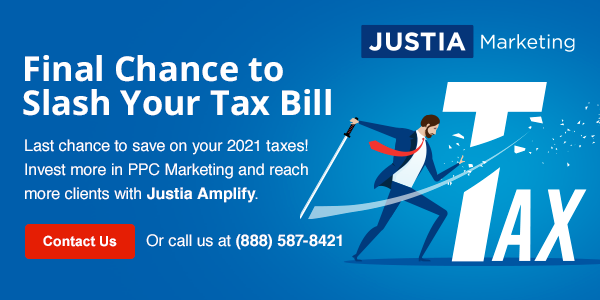 JUSTIA Marketing
Final Chance to
Slash Your Tax Bill
Last chance to save on your 2021 taxes!
Invest more in PPC Marketing and reach
more clients with Justia Amplify.
Contact Us Or call us at (888) 587-8421
TAX